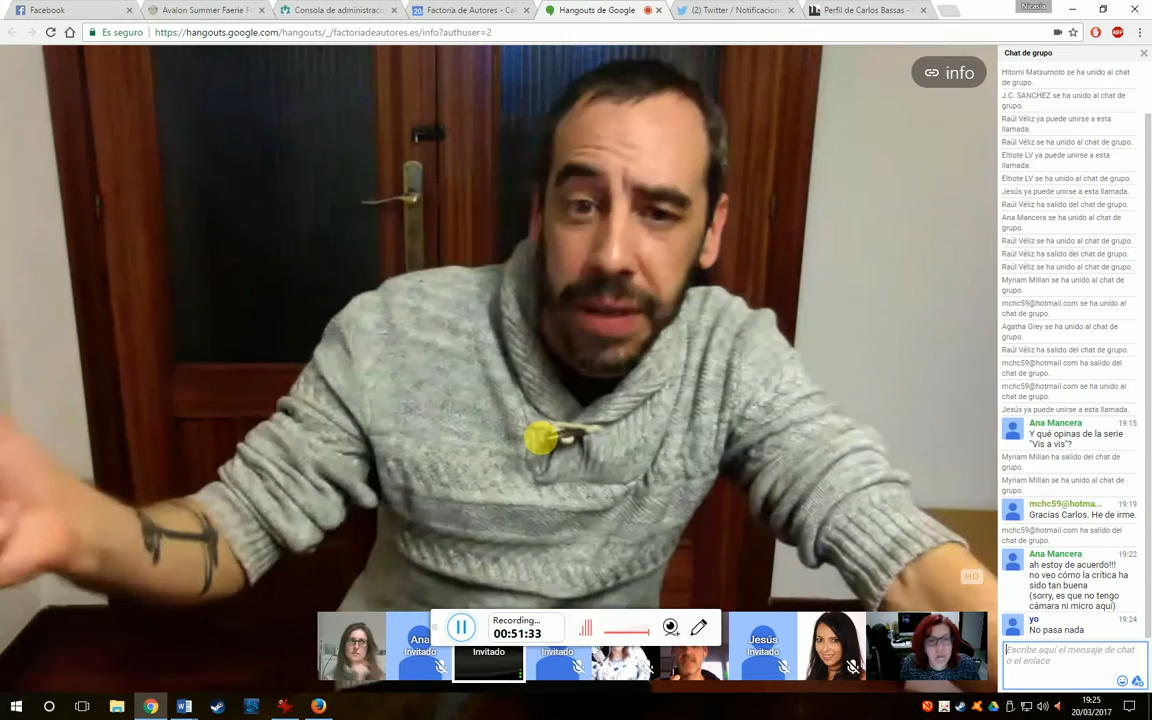 Facebook
Avalon Summer Faerie F
Consola de administrac
Factoría de Autores - Ca
Hangouts de Google
(2) Twitter / Notificacion
Perfil de Carlos Bassas -
Nicasia
Es seguro
https://hangouts.google.com/hangouts/_/factoriadeautores.es/info?authuser=2
ABP
info
Chat de grupo
Hitomi Matsumoto se ha unido al chat
de grupo.
J.C. SANCHEZ se ha unido al chat de
grupo.
Raúl Véliz ya puede unirse a esta
llamada.
Raúl Véliz se ha unido al chat de grupo.
Eltiote LV ya puede unirse a esta
llamada.
Eltiote LV se ha unido al chat de grupo.
Jesús ya puede unirse a esta llamada.
Raúl Véliz ha salido del chat de grupo.
Ana Mancera se ha unido al chat de
grupo.
Raúl Véliz se ha unido al chat de grupo.
Raúl Véliz ha salido del chat de grupo.
Raúl Véliz se ha unido al chat de grupo.
Myriam Millan se ha unido al chat de
grupo.
mchc59@hotmail.com se ha unido al chat
de grupo.
Agatha Grey se ha unido al chat de
grupo.
Raúl Véliz ha salido del chat de grupo.
mchc59@hotmail.com ha salido del
chat de grupo.
mchc59@hotmail.com se ha unido al
chat de grupo.
Jesús ya puede unirse a esta llamada.
Ana Mancera 19:15
Y qué opinas de la serie
"Vis a vis"?
Myriam Millan ha salido del chat de
grupo.
Myriam Millan se ha unido al chat de
grupo.
mchc59@hotma... 19:19
Gracias Carlos. He de irme.
mchc59@hotmail.com ha salido del chat
de grupo.
Ana Mancera 19:22
ah estoy de acuerdo!!!
no veo cómo la crítica ha
sido tan buena
(sorry, es que no tengo
cámara ni micro aquí)
yo 19:24
No pasa nada
Escribe aquí el mensaje de chat
o el enlace
HD
Recording...
00:51:33
Ana
Invitado
Invitado
Invitado
Jesús
Invitado
19:25
20/03/2017